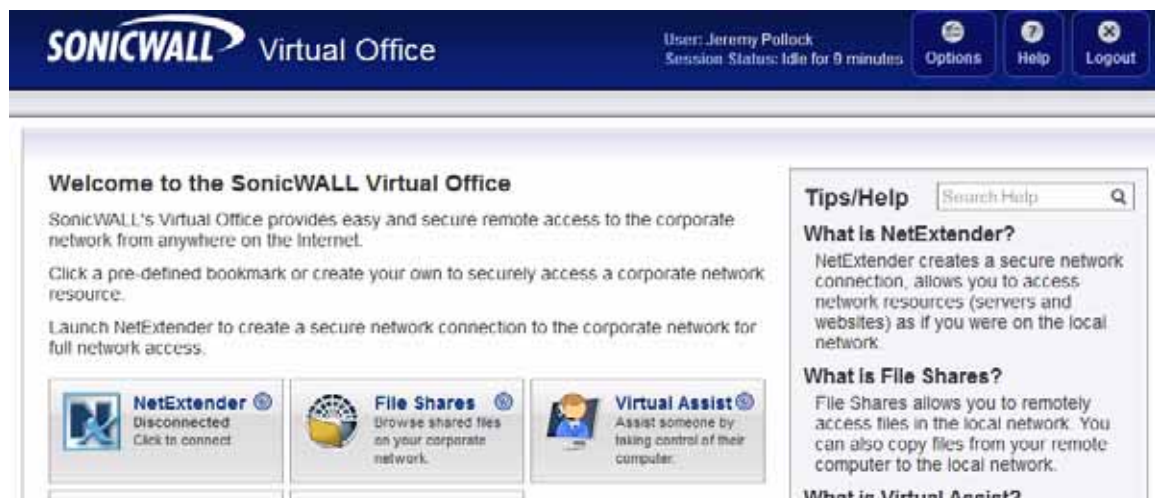 SONICWALL Virtual Office
User: Jeremy Pollock
Session Status: Idle for 9 minutes
Options
Help
Logout
Welcome to the SonicWALL Virtual Office
SonicWALL's Virtual Office provides easy and secure remote access to the corporate
network from anywhere on the Internet.
Click a pre-defined bookmark or create your own to securely access a corporate network
resource.
Launch NetExtender to create a secure network connection to the corporate network for
full network access.
NetExtender
Disconnected
Click to connect
File Shares
Browse shared files
on your corporate
network.
Virtual Assist
Assist someone by
taking control of their
computer.
Tips/Help
Search Help
What is NetExtender?
NetExtender creates a secure network
connection, allows you to access
network resources (servers and
websites) as if you were on the local
network.
What is File Shares?
File Shares allows you to remotely
access files in the local network. You
can also copy files from your remote
computer to the local network.
What is Virtual Assist?